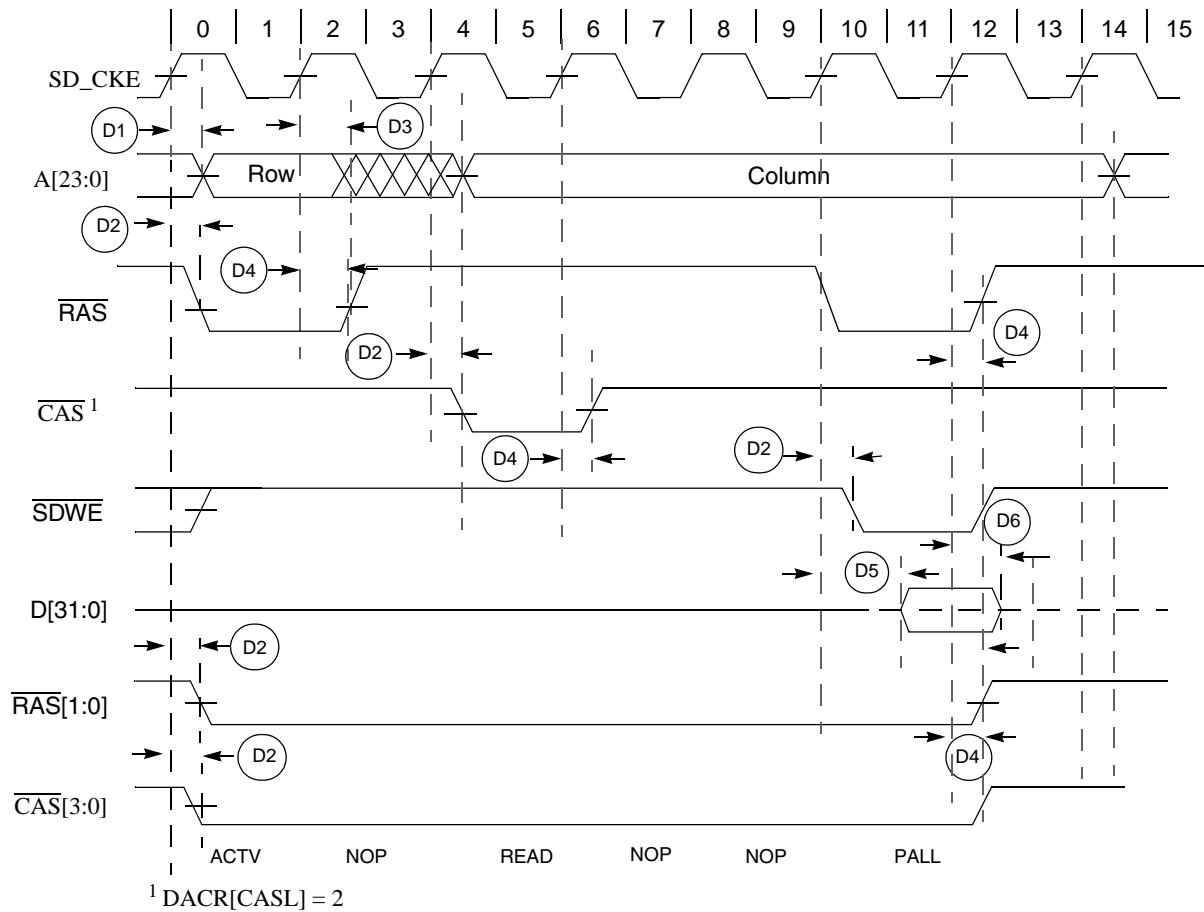 0 1 2 3 4 5 6 7 8 9 10 11 12 13 14 15
SD_CKE
D1
D3
A[23:0]
Row
Column
D2
D4
RAS
D2
D4
CAS 1
D4
D2
SDWE
D6
D5
D[31:0]
D2
RAS[1:0]
D2
D4
CAS[3:0]
ACTV NOP READ NOP NOP PALL
1 DACR[CASL] = 2